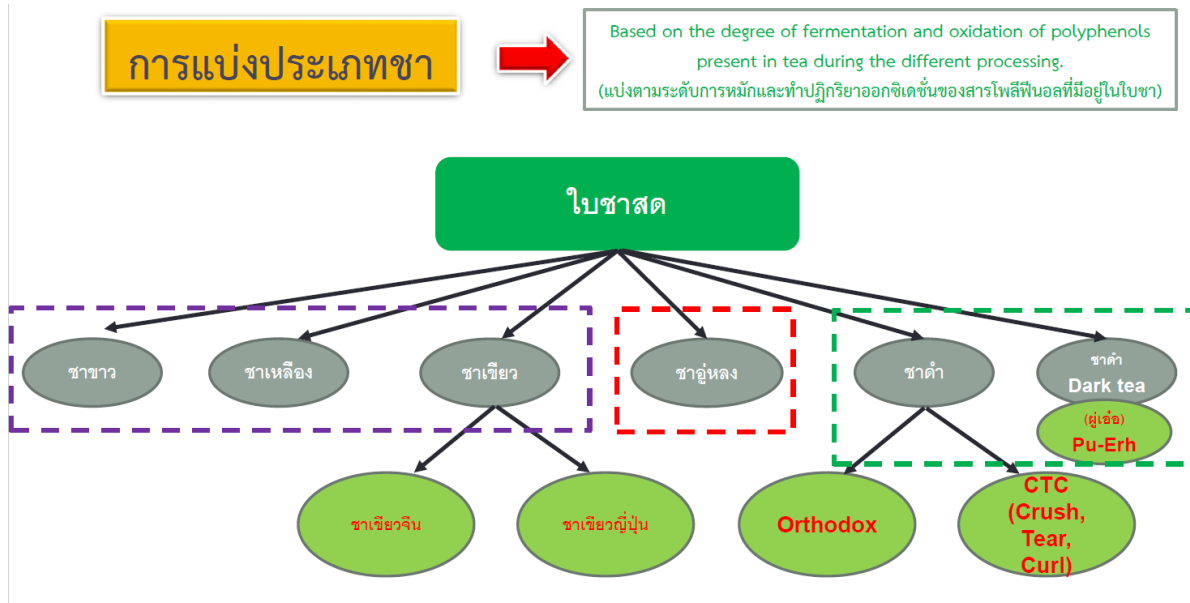 การแบ่งประเภทชา
Based on the degree of fermentation and oxidation of polyphenols
present in tea during the different processing.
(แบ่งตามระดับการหมักและทำปฏิกริยาออกซิเดชั่นของสารโพลีฟีนอลที่มีอยู่ในใบชา)
ใบชาสด
ชาขาว
ชาเหลือง
ชาเขียว
ชาอู่หลง
ชาดำ
ชาดำ
Dark tea
(ผู่เอ๋อ)
Pu-Erh
ชาเขียวจีน
ชาเขียวญี่ปุ่น
Orthodox
CTC
(Crush,
Tear,
Curl)